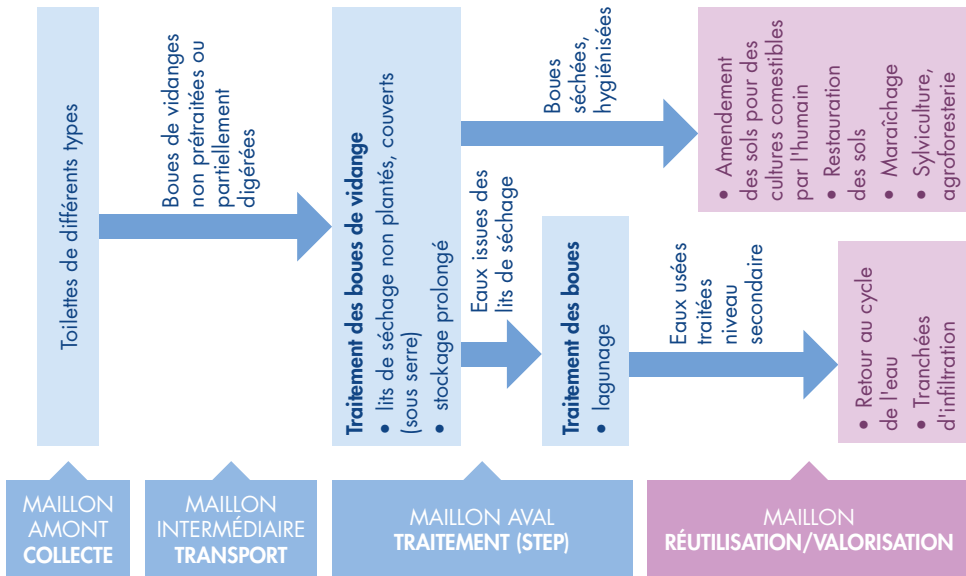 Toilettes de différents types
Boues de vidanges
non prétraitées ou
partiellement
digérées
Traitement des boues de vidange
• lits de séchage non plantés, couverts
(sous serre)
• stockage prolongé
Boues
séchées,
hygiénisées
• Amendement
des sols pour des
cultures comestibles
par l'humain
• Restauration
des sols
• Maraîchage
• Sylviculture,
agroforesterie
Eaux issues des
lits de séchage
Traitement des boues
• lagunage
Eaux usées
traitées
niveau
secondaire
• Retour au cycle
de l'eau
• Tranchées
d'infiltration
MAILLON
AMONT
COLLECTE
MAILLON
INTERMÉDIAIRE
TRANSPORT
MAILLON AVAL
TRAITEMENT (STEP)
MAILLON
RÉUTILISATION/VALORISATION